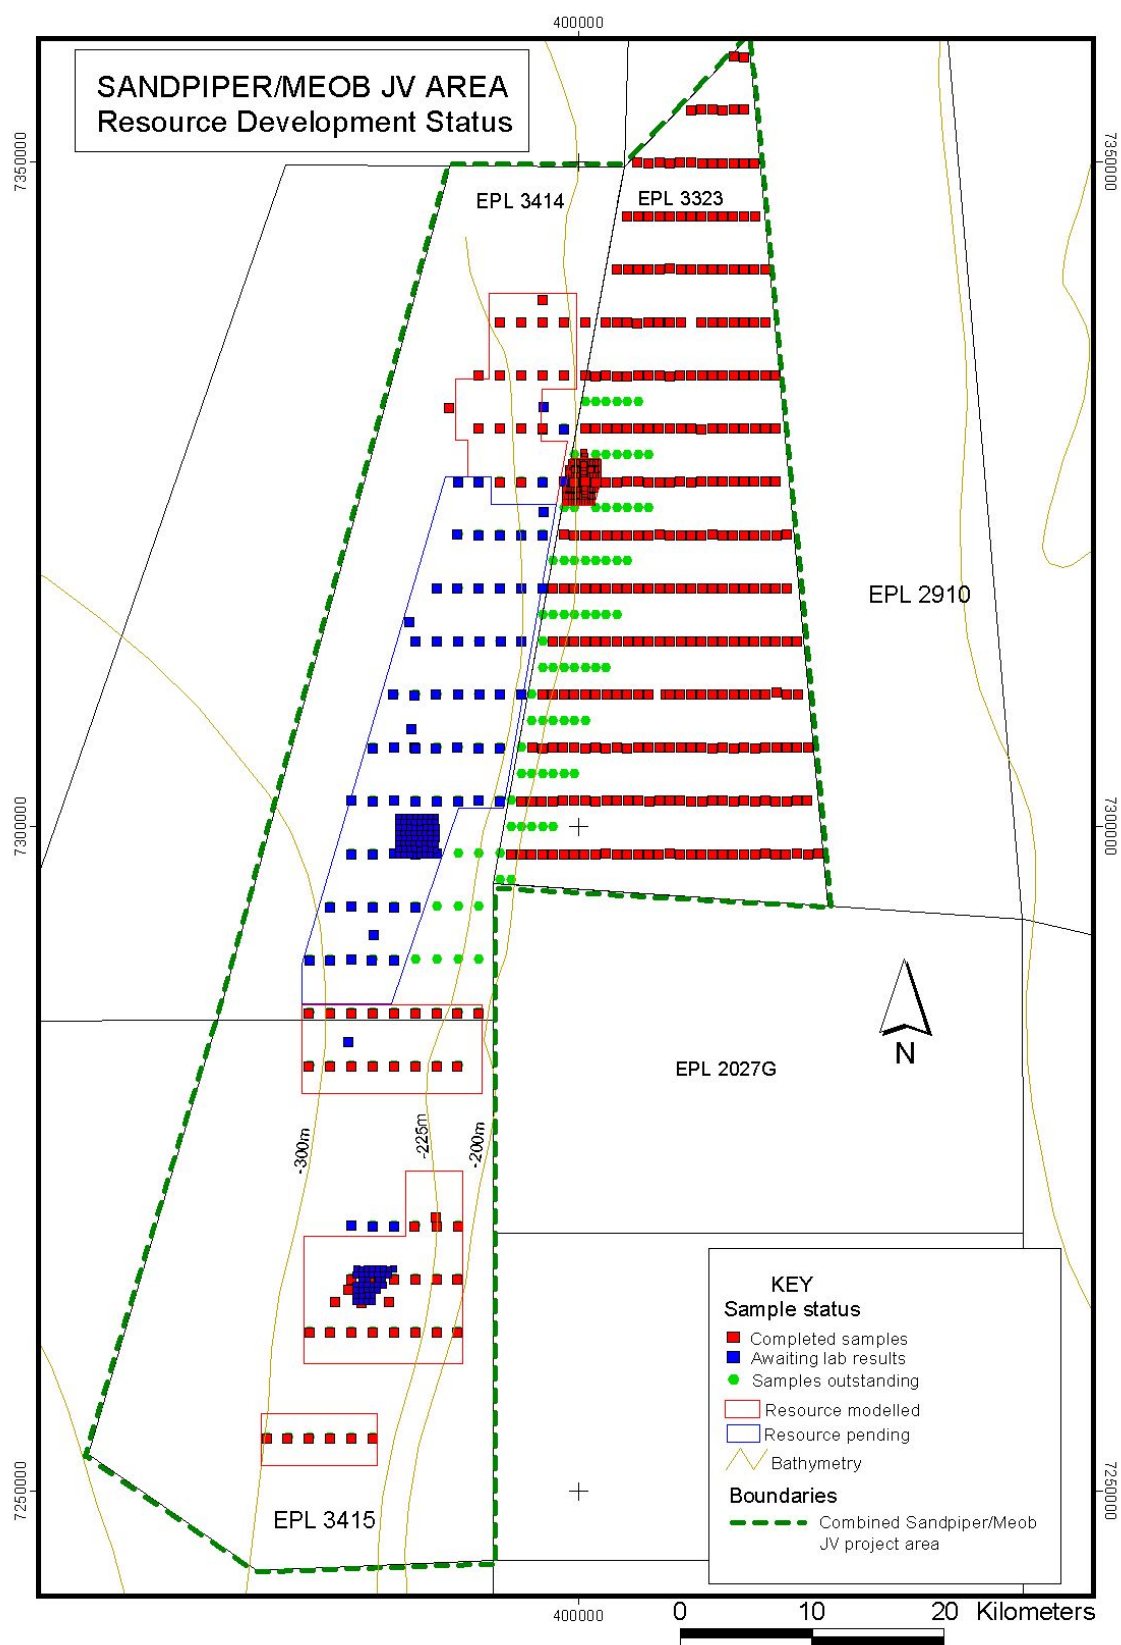 400000
SANDPIPER/MEOB JV AREA
Resource Development Status
7350000
7350000
EPL 3414
EPL 3323
EPL 2910
7300000
7300000
N
EPL 2027G
-300m
-225m
-200m
KEY
Sample status
Completed samples
Awaiting lab results
Samples outstanding
Resource modelled
Resource pending
Bathymetry
Boundaries
Combined Sandpiper/Meob
JV project area
7250000
7250000
EPL 3415
400000
0 10 20 Kilometers